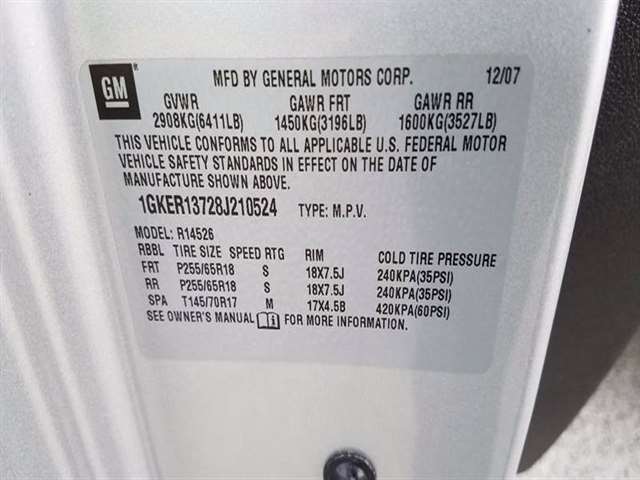 GM ® MFD BY GENERAL MOTORS CORP. 12/07
GVWR GAWR FRT GAWR RR
2908KG(6411LB) 1450KG(3196LB) 1600KG(3527LB)
THIS VEHICLE CONFORMS TO ALL APPLICABLE U.S. FEDERAL MOTOR
VEHICLE SAFETY STANDARDS IN EFFECT ON THE DATE OF
MANUFACTURE SHOWN ABOVE.
1GKER13728J210524 TYPE: M.P.V.
MODEL: R14526
RBBL TIRE SIZE SPEED RTG RIM COLD TIRE PRESSURE
FRT P255/65R18 S 18X7.5J 240KPA(35PSI)
RR P255/65R18 S 18X7.5J 240KPA(35PSI)
SPA T145/70R17 M 17X4.5B 420KPA(60PSI)
SEE OWNER'S MANUAL FOR MORE INFORMATION.